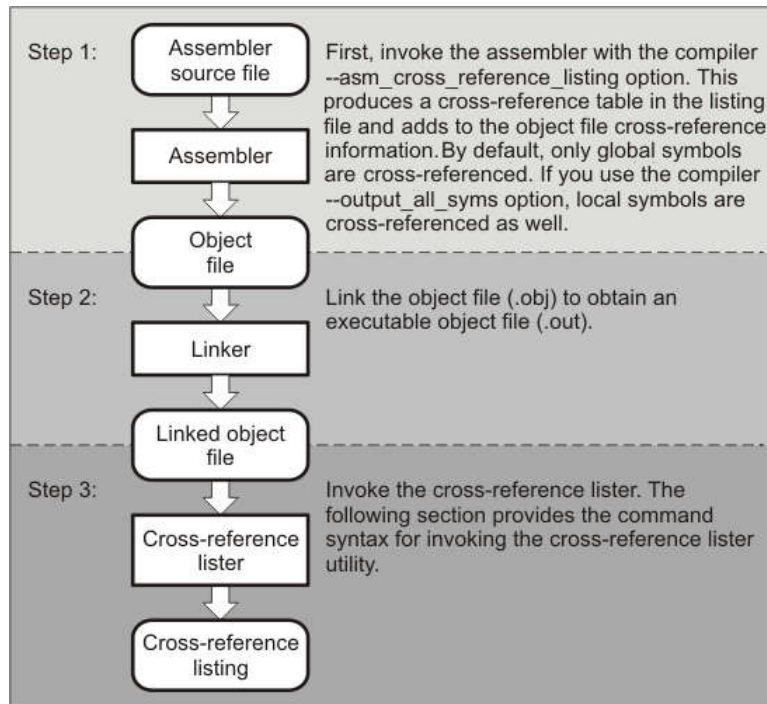 Step 1:
Assembler
source file
Assembler
Object
file
First, invoke the assembler with the compiler
--asm_cross_reference_listing option. This
produces a cross-reference table in the listing
file and adds to the object file cross-reference
information. By default, only global symbols
are cross-referenced. If you use the compiler
--output_all_syms option, local symbols are
cross-referenced as well.
Step 2:
Linker
Linked object
file
Link the object file (.obj) to obtain an
executable object file (.out).
Step 3:
Cross-reference
lister
Cross-reference
listing
Invoke the cross-reference lister. The
following section provides the command
syntax for invoking the cross-reference lister
utility.